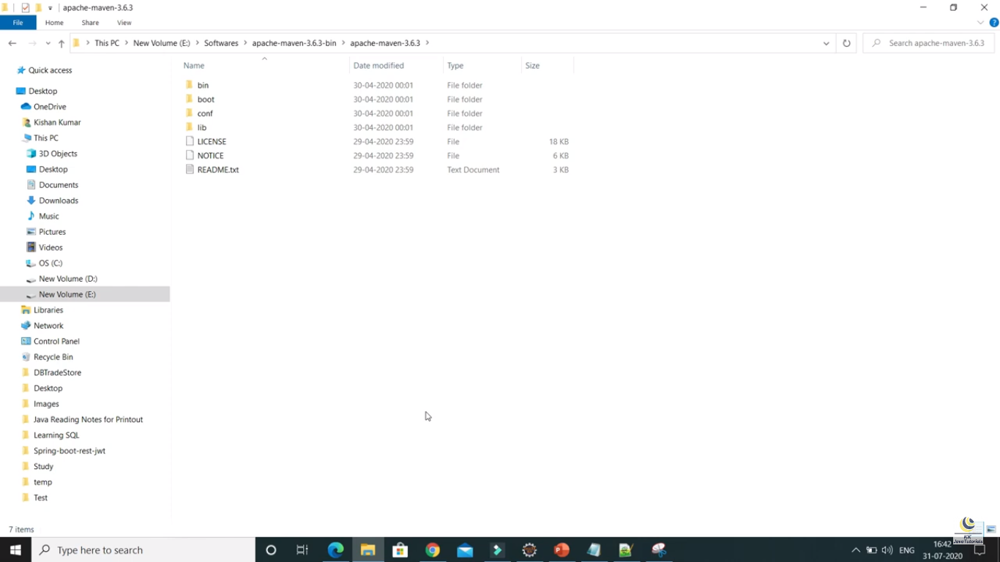 apache-maven-3.6.3
File Home Share View
This PC New Volume (E:) Softwares apache-maven-3.6.3-bin apache-maven-3.6.3 Search apache-maven-3.6.3
Name Date modified Type Size
bin 30-04-2020 00:01 File folder
boot 30-04-2020 00:01 File folder
conf 30-04-2020 00:01 File folder
lib 30-04-2020 00:01 File folder
LICENSE 29-04-2020 23:59 File 18 KB
NOTICE 29-04-2020 23:59 File 6 KB
README.txt 29-04-2020 23:59 Text Document 3 KB
Quick access
Desktop
OneDrive
Kishan Kumar
This PC
3D Objects
Desktop
Documents
Downloads
Music
Pictures
Videos
OS (C:)
New Volume (D:)
New Volume (E:)
Libraries
Network
Control Panel
Recycle Bin
DBTradeStore
Desktop
Images
Java Reading Notes for Printout
Learning SQL
Spring-boot-rest-jwt
Study
temp
Test
7 items
KK
JavaTutorials
Type here to search
ENG
16:42
31-07-2020